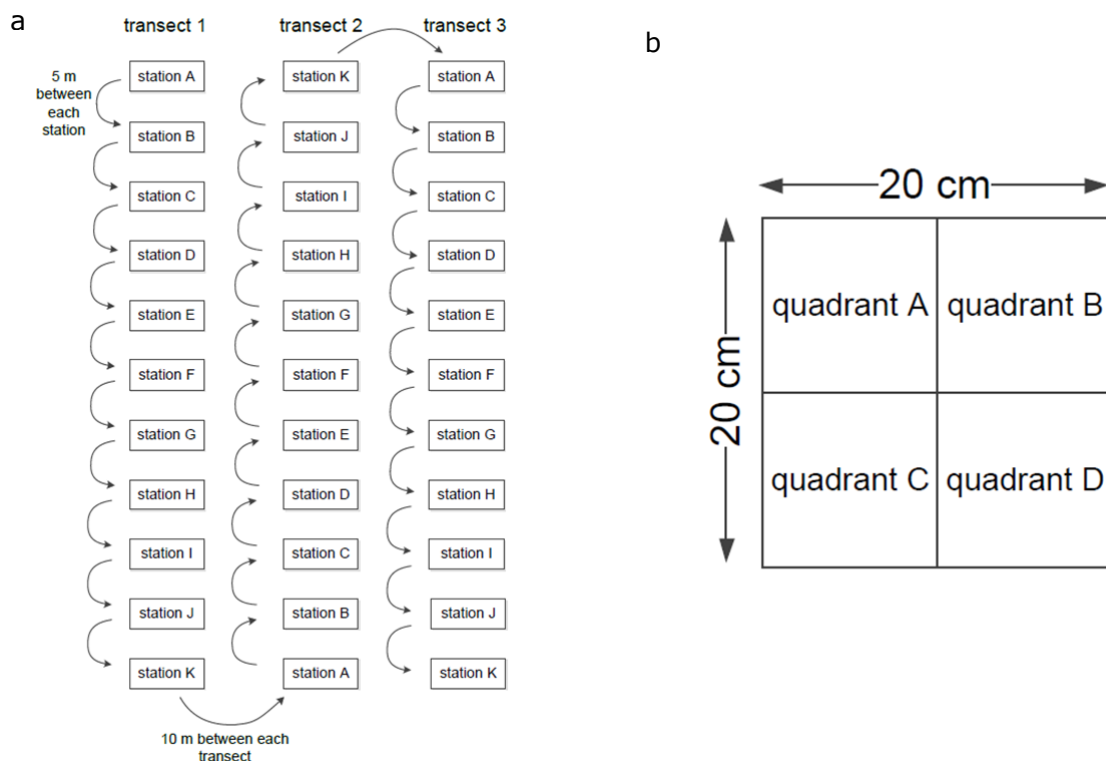 a
transect 1
transect 2
transect 3
5 m
between
each
station
station A
station B
station C
station D
station E
station F
station G
station H
station I
station J
station K
station K
station J
station I
station H
station G
station F
station E
station D
station C
station B
station A
station A
station B
station C
station D
station E
station F
station G
station H
station I
station J
station K
10 m between each
transect
b
20 cm
20 cm
quadrant A
quadrant B
quadrant C
quadrant D